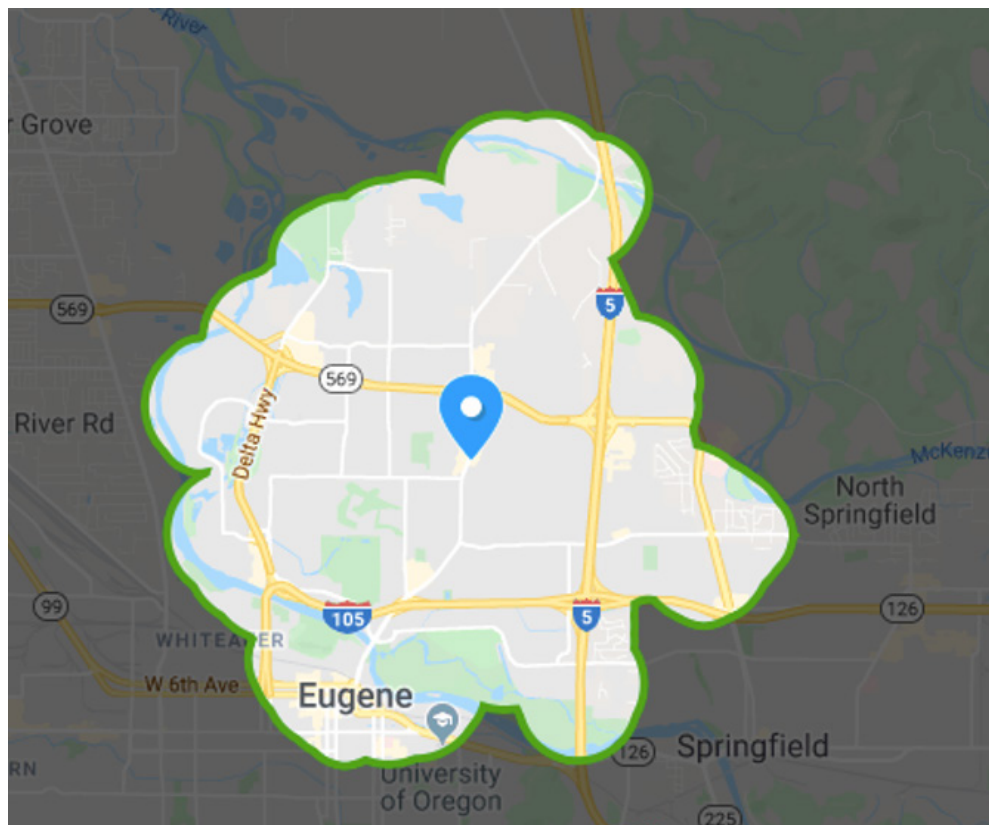 River
r Grove
569
5
569
Delta Hwy
River Rd
McKenzi
North
Springfield
99
105
5
126
WHITEAKER
W 6th Ave
Eugene
126
Springfield
RN
University
of Oregon
225